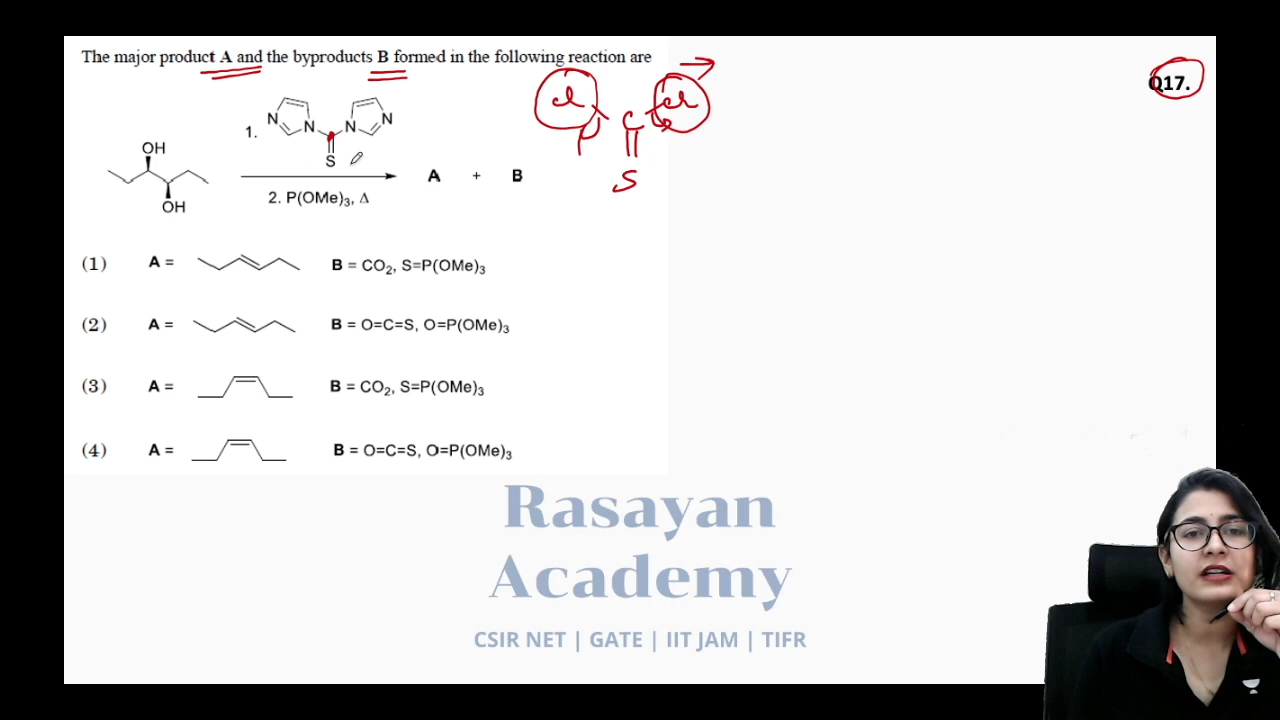 The major product A and the byproducts B formed in the following reaction are
Q17.
Cl Cl
C
S
1.
N N N N
S
OH
OH
A + B
2. P(OMe)3, Δ
(1) A = B = CO2, S=P(OMe)3
(2) A = B = O=C=S, O=P(OMe)3
(3) A = B = CO2, S=P(OMe)3
(4) A = B = O=C=S, O=P(OMe)3
Rasayan
Academy
CSIR NET | GATE | IIT JAM | TIFR